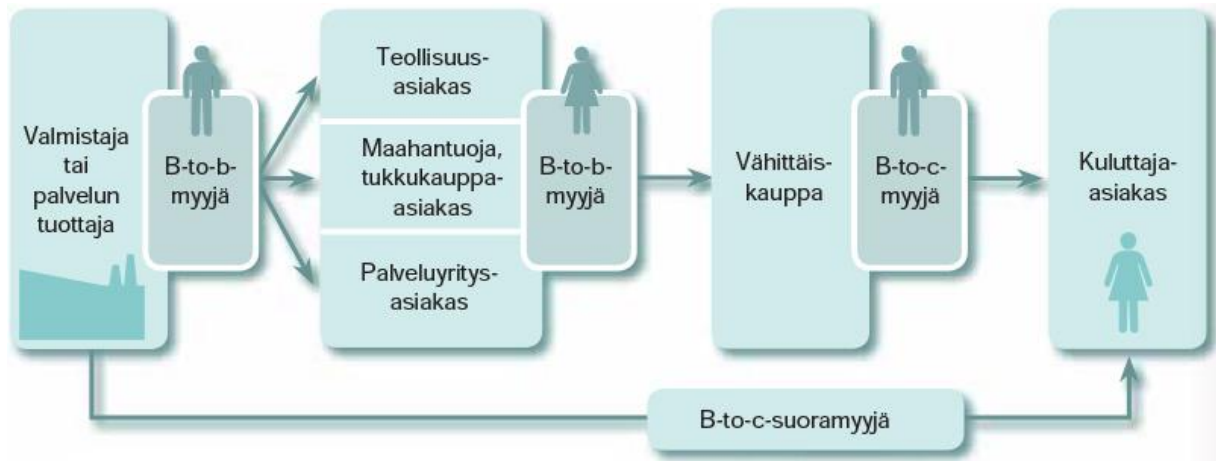 Valmistaja
tai
palvelun
tuottaja
B-to-b-
myyjä
Teollisuus-
asiakas
Maahantuoja,
tukkukauppa-
asiakas
Palveluyritys-
asiakas
B-to-b-
myyjä
Vähittäis-
kauppa
B-to-c-
myyjä
Kuluttaja-
asiakas
B-to-c-suoramyyjä